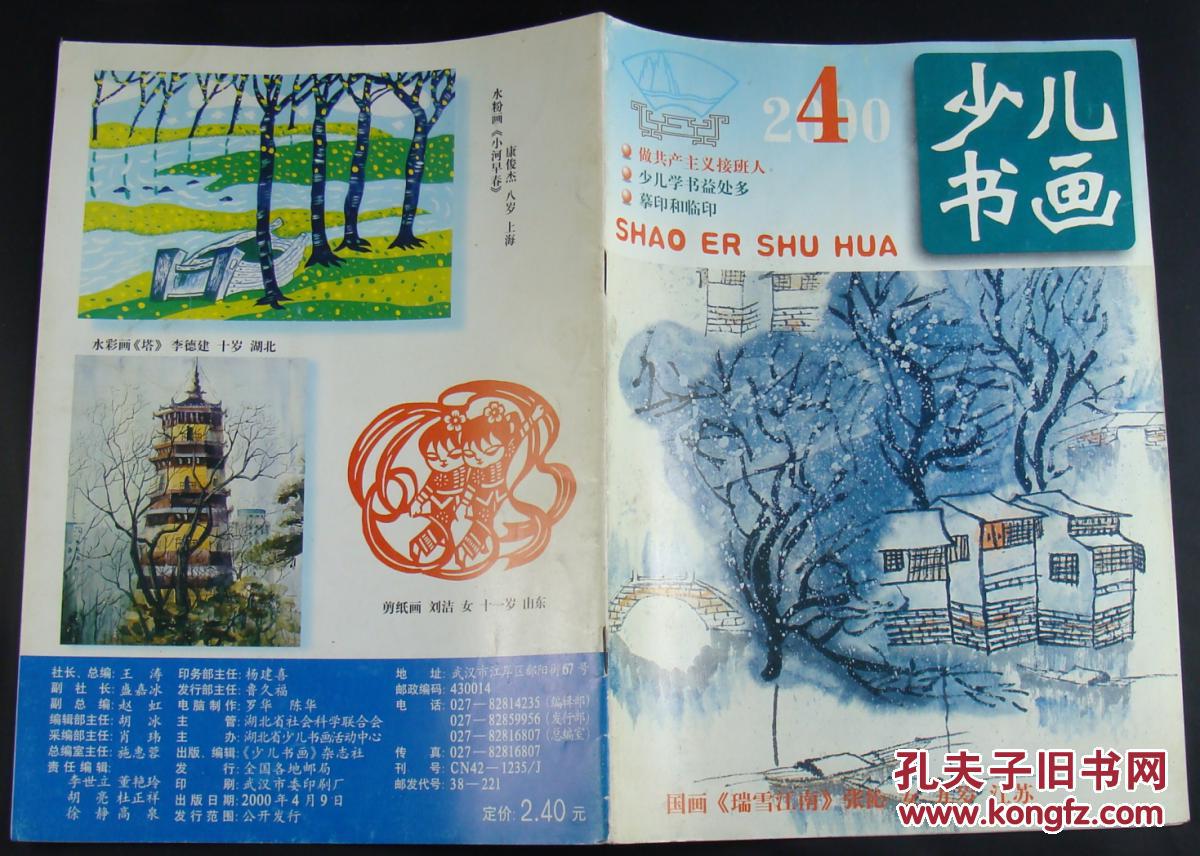 水粉画《小河早春》
康俊杰 八岁 上海
水彩画《塔》 李德建 十岁 湖北
剪纸画 刘洁 女 十一岁 山东
社长、总编: 王 涛
副 社 长: 盛嘉冰
副 总 编: 赵 虹
编辑部主任: 胡 冰
采编部主任: 肖 玮
总编室主任: 施惠蓉
责 任 编 辑:
李世立 董艳玲
胡 亮 杜正祥
徐 静 高 泉
印务部主任: 杨建喜
发行部主任: 鲁久福
电 脑 制 作: 罗 华 陈 华
主 管: 湖北省社会科学联合会
主 办: 湖北省少儿书画活动中心
出版、编辑: 《少儿书画》杂志社
发 行: 全国各地邮局
印 刷: 武汉市委印刷厂
出版日期: 2000年4月9日
发行范围: 公开发行
地 址: 武汉市江岸区鄱阳街67号
邮政编码: 430014
电 话: 027—82814235 (编辑部)
027—82859956 (发行部)
027—82816807 (总编室)
传 真: 027—82816807
刊 号: CN42—1235/J
邮发代号: 38—221
定价: 2.40 元
2000
4
少儿
书画
做共产主义接班人
少儿学书益处多
摹印和临印
SHAO ER SHU HUA
国画《瑞雪江南》张沁 女 五岁 江苏
孔夫子旧书网
www.kongfz.com